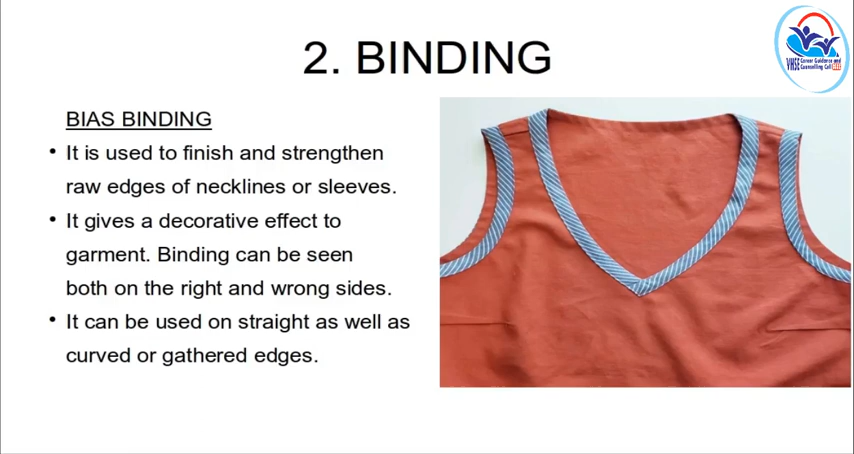 2. BINDING
VHSE Career Guidance and
Counselling Cell
BIAS BINDING
• It is used to finish and strengthen
raw edges of necklines or sleeves.
• It gives a decorative effect to
garment. Binding can be seen
both on the right and wrong sides.
• It can be used on straight as well as
curved or gathered edges.